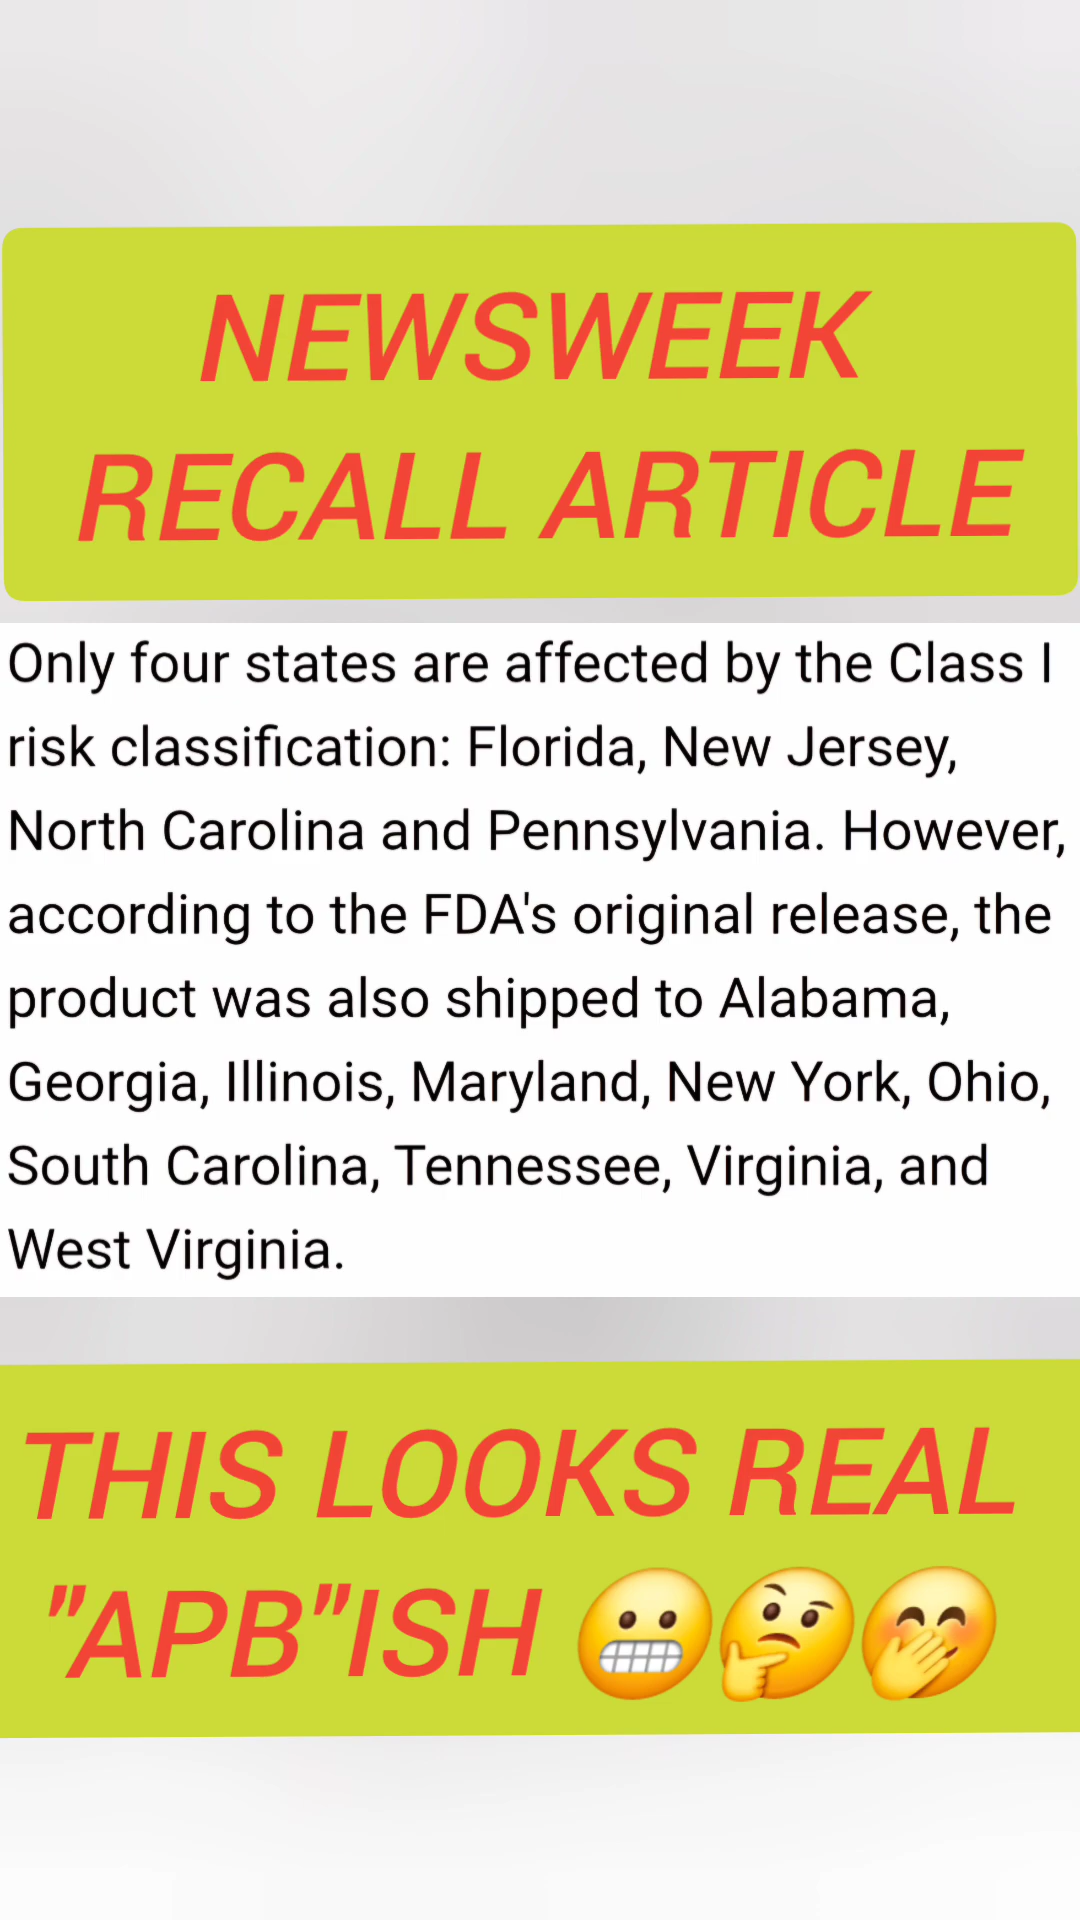 NEWSWEEK
RECALL ARTICLE
Only four states are affected by the Class I
risk classification: Florida, New Jersey,
North Carolina and Pennsylvania. However,
according to the FDA's original release, the
product was also shipped to Alabama,
Georgia, Illinois, Maryland, New York, Ohio,
South Carolina, Tennessee, Virginia, and
West Virginia.
THIS LOOKS REAL
"APB"ISH 😬🤔🤭